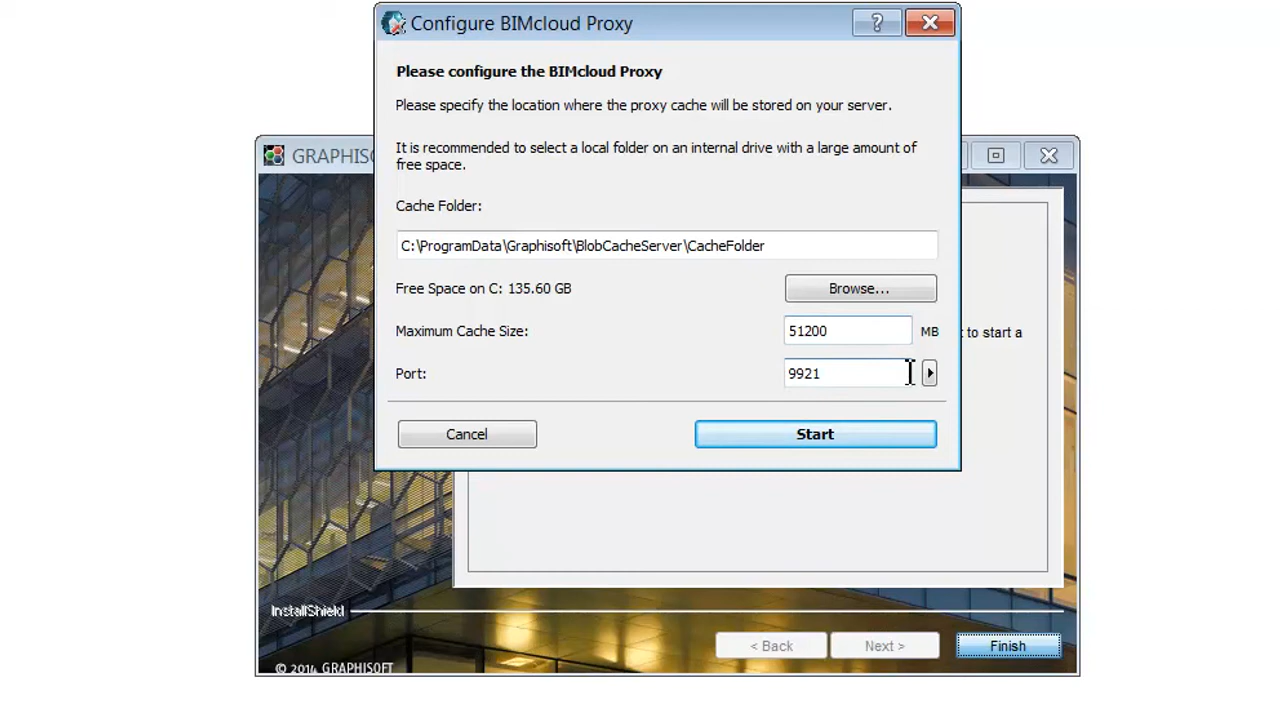 Configure BIMcloud Proxy
?
Please configure the BIMcloud Proxy
Please specify the location where the proxy cache will be stored on your server.
It is recommended to select a local folder on an internal drive with a large amount of
free space.
Cache Folder:
C:\ProgramData\Graphisoft\BlobCacheServer\CacheFolder
Free Space on C: 135.60 GB
Browse...
Maximum Cache Size:
51200
MB
Port:
9921
Cancel
Start
GRAPHISO
t to start a
InstallShield
< Back
Next >
Finish
© 2014 GRAPHISOFT